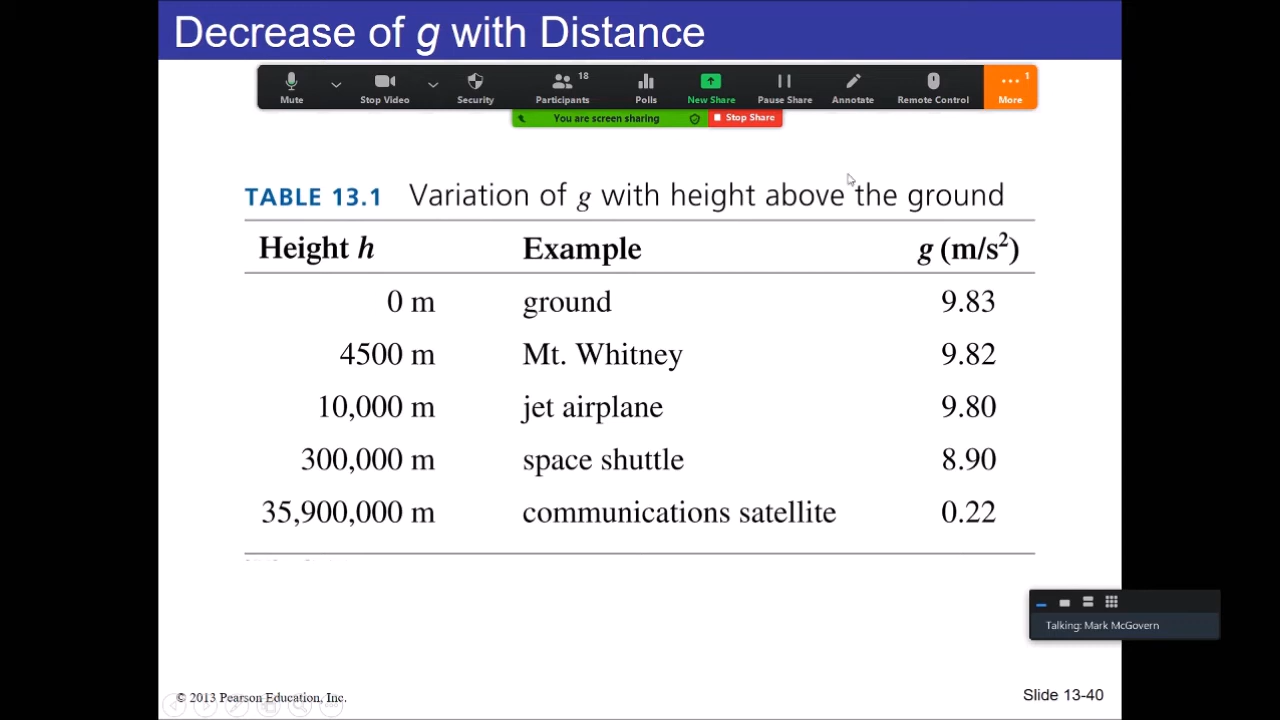 Decrease of g with Distance
18
1
Mute
Stop Video
Security
Participants
Polls
New Share
Pause Share
Annotate
Remote Control
More
You are screen sharing
Stop Share
TABLE 13.1 Variation of g with height above the ground
Height h Example g (m/s²)
0 m ground 9.83
4500 m Mt. Whitney 9.82
10,000 m jet airplane 9.80
300,000 m space shuttle 8.90
35,900,000 m communications satellite 0.22
Talking: Mark McGovern
© 2013 Pearson Education, Inc.
Slide 13-40